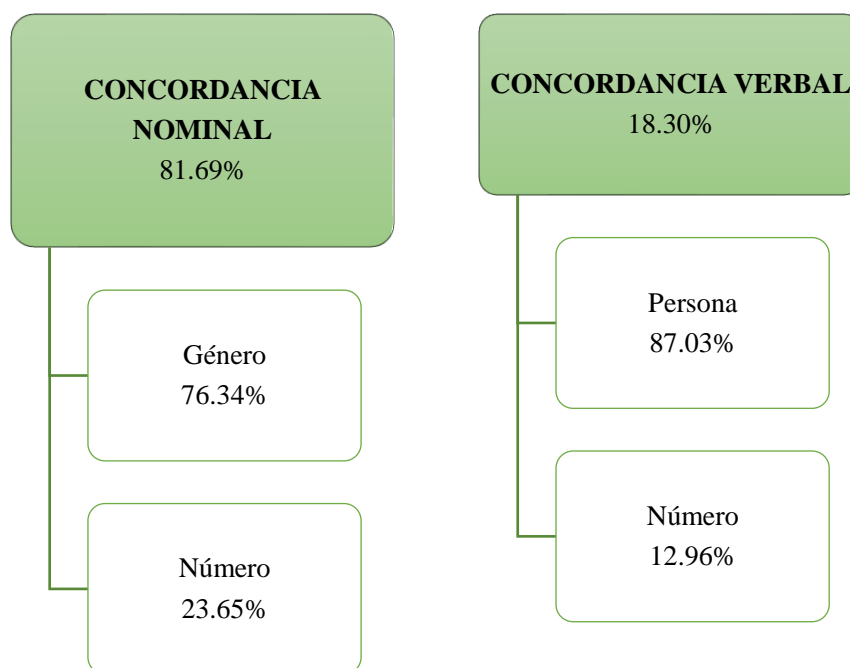 CONCORDANCIA
NOMINAL
81.69%
Género
76.34%
Número
23.65%
CONCORDANCIA VERBAL
18.30%
Persona
87.03%
Número
12.96%